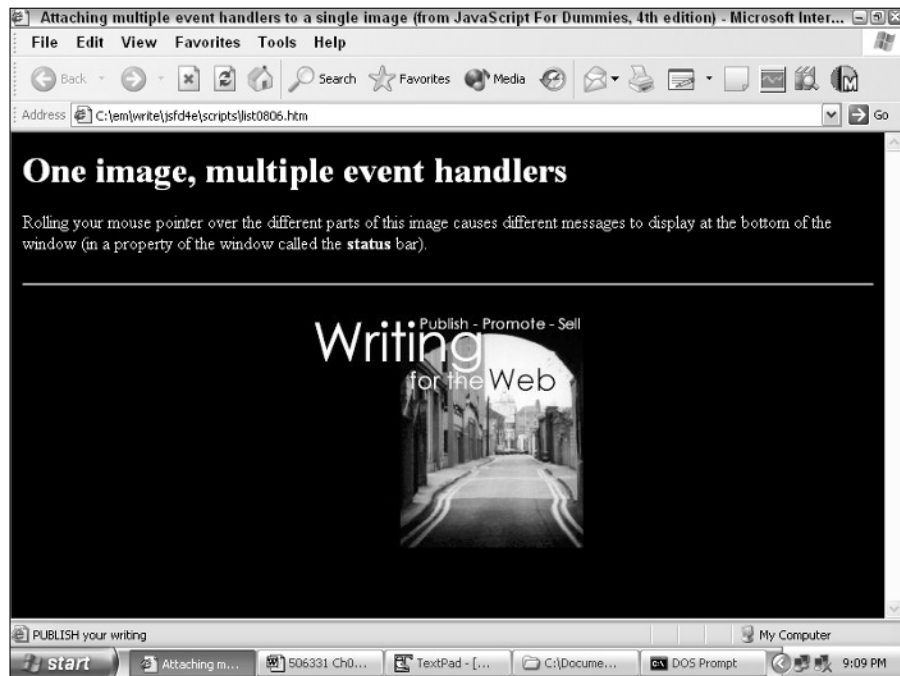 Attaching multiple event handlers to a single image (from JavaScript For Dummies, 4th edition) - Microsoft Inter...
File Edit View Favorites Tools Help
Back Search Favorites Media
Address C:\em\write\jsfd4e\scripts\list0806.htm Go
One image, multiple event handlers
Rolling your mouse pointer over the different parts of this image causes different messages to display at the bottom of the
window (in a property of the window called the status bar).
Publish - Promote - Sell
Writing
for the Web
PUBLISH your writing My Computer
start Attaching m... 506331 Ch0... TextPad - [... C:\Docume... DOS Prompt 9:09 PM